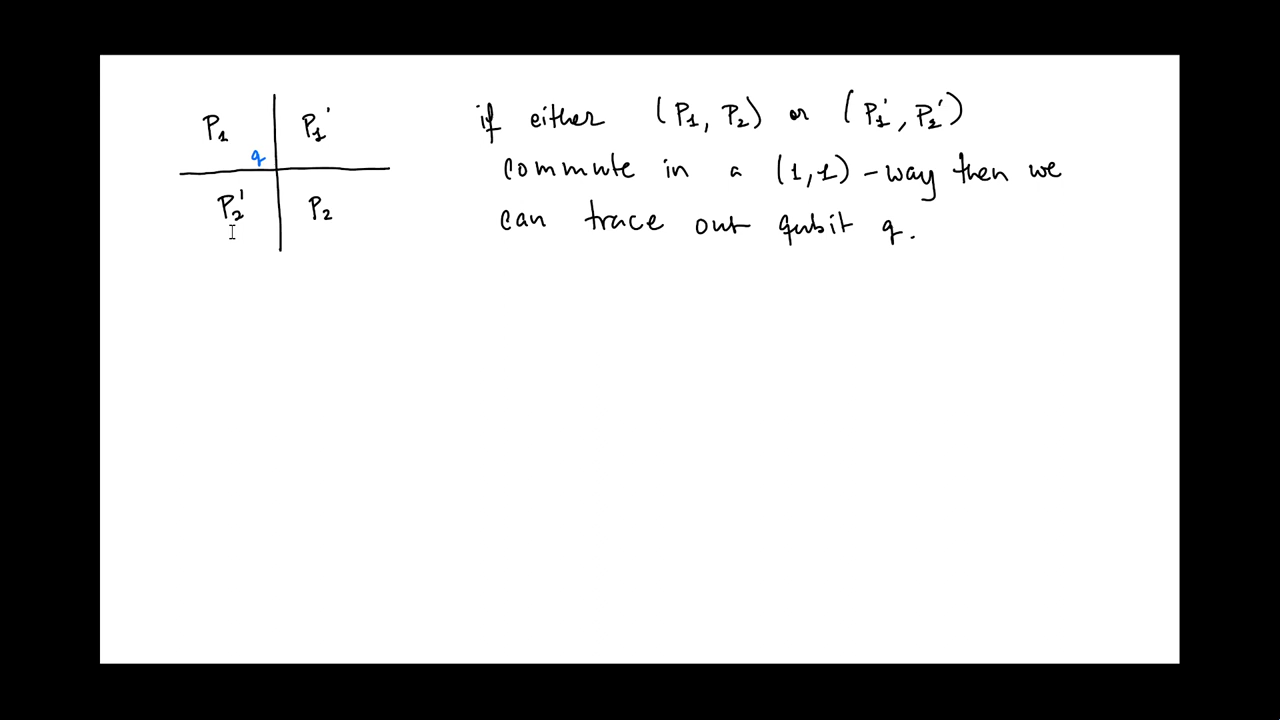 P₁ P₁'
q
P₂' P₂
if either (P₁, P₂) or (P₁', P₂')
commute in a (1,1)-way then we
can trace out qubit q.